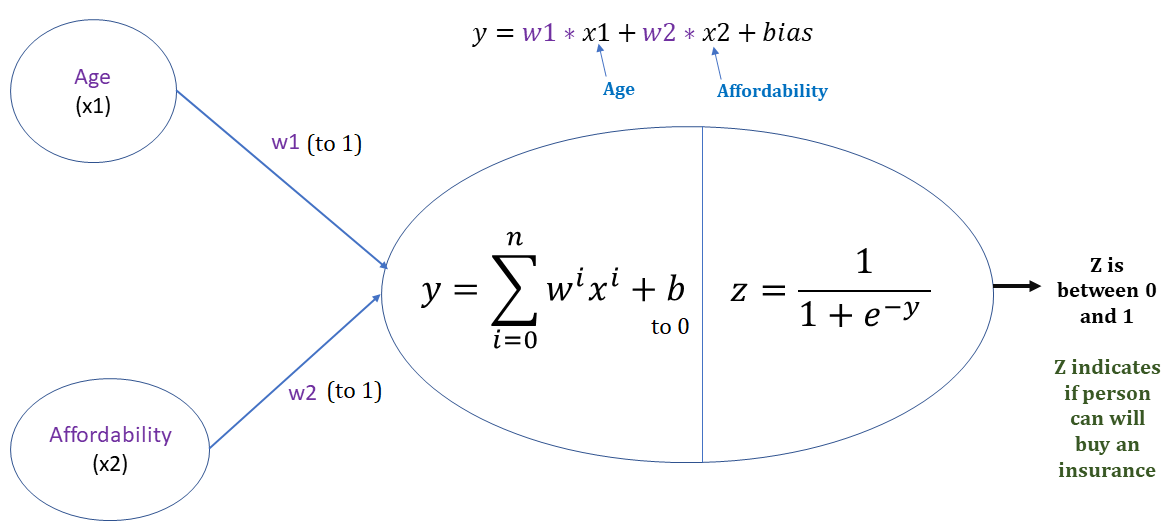 y = w1 ∗ x1 + w2 ∗ x2 + bias
Age
Affordability
Age
(x1)
w1 (to 1)
y = ∑_{i=0}^{n} w^i x^i + b
to 0
z = \frac{1}{1 + e^{−y}}
Z is
between 0
and 1
Z indicates
if person
can will
buy an
insurance
w2 (to 1)
Affordability
(x2)